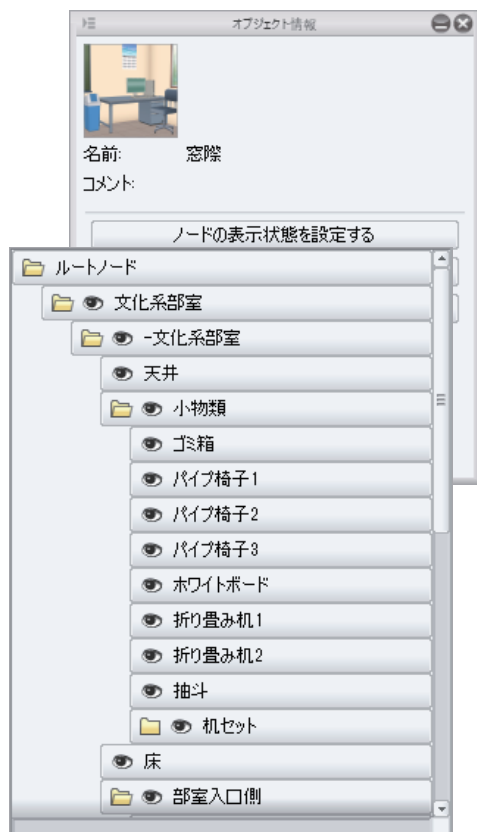 オブジェクト情報
名前: 窓際
コメント:
ノードの表示状態を設定する
ルートノード
文化系部室
-文化系部室
天井
小物類
ゴミ箱
パイプ椅子1
パイプ椅子2
パイプ椅子3
ホワイトボード
折り畳み机1
折り畳み机2
抽斗
机セット
床
部室入口側